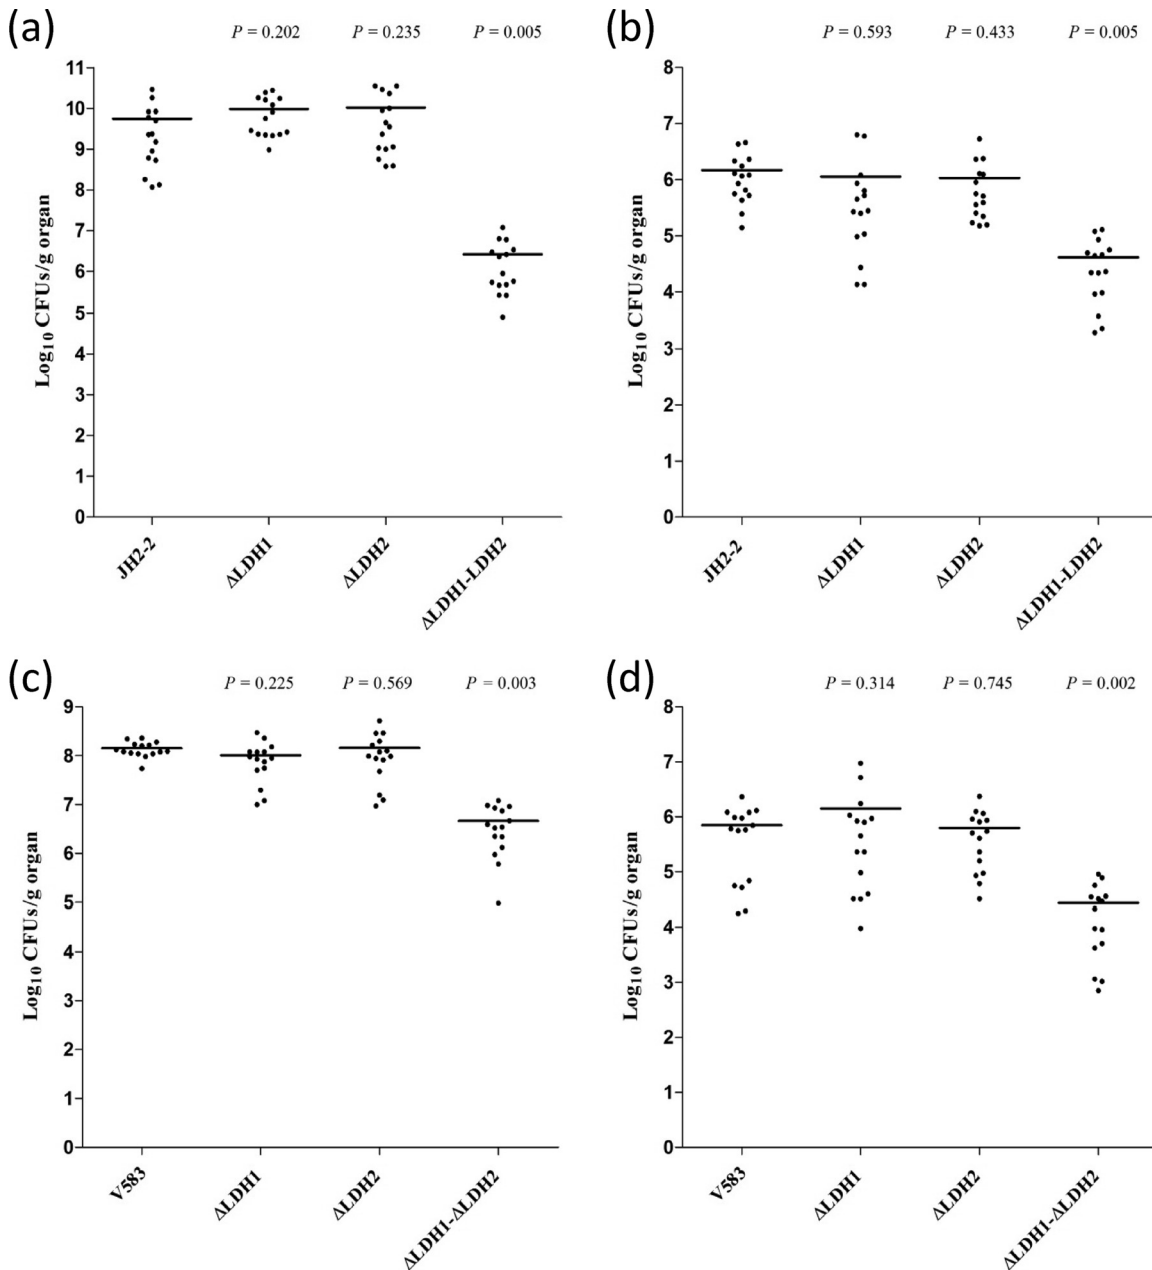 (a)
P = 0.202 P = 0.235 P = 0.005
Log10 CFUs/g organ
11
10
9
8
7
6
5
4
3
2
1
0
JH2-2 ΔLDH1 ΔLDH2 ΔLDH1-LDH2
(b)
P = 0.593 P = 0.433 P = 0.005
Log10 CFUs/g organ
8
7
6
5
4
3
2
1
0
JH2-2 ΔLDH1 ΔLDH2 ΔLDH1-LDH2
(c)
P = 0.225 P = 0.569 P = 0.003
Log10 CFUs/g organ
9
8
7
6
5
4
3
2
1
0
V583 ΔLDH1 ΔLDH2 ΔLDH1-ΔLDH2
(d)
P = 0.314 P = 0.745 P = 0.002
Log10 CFUs/g organ
8
7
6
5
4
3
2
1
0
V583 ΔLDH1 ΔLDH2 ΔLDH1-ΔLDH2